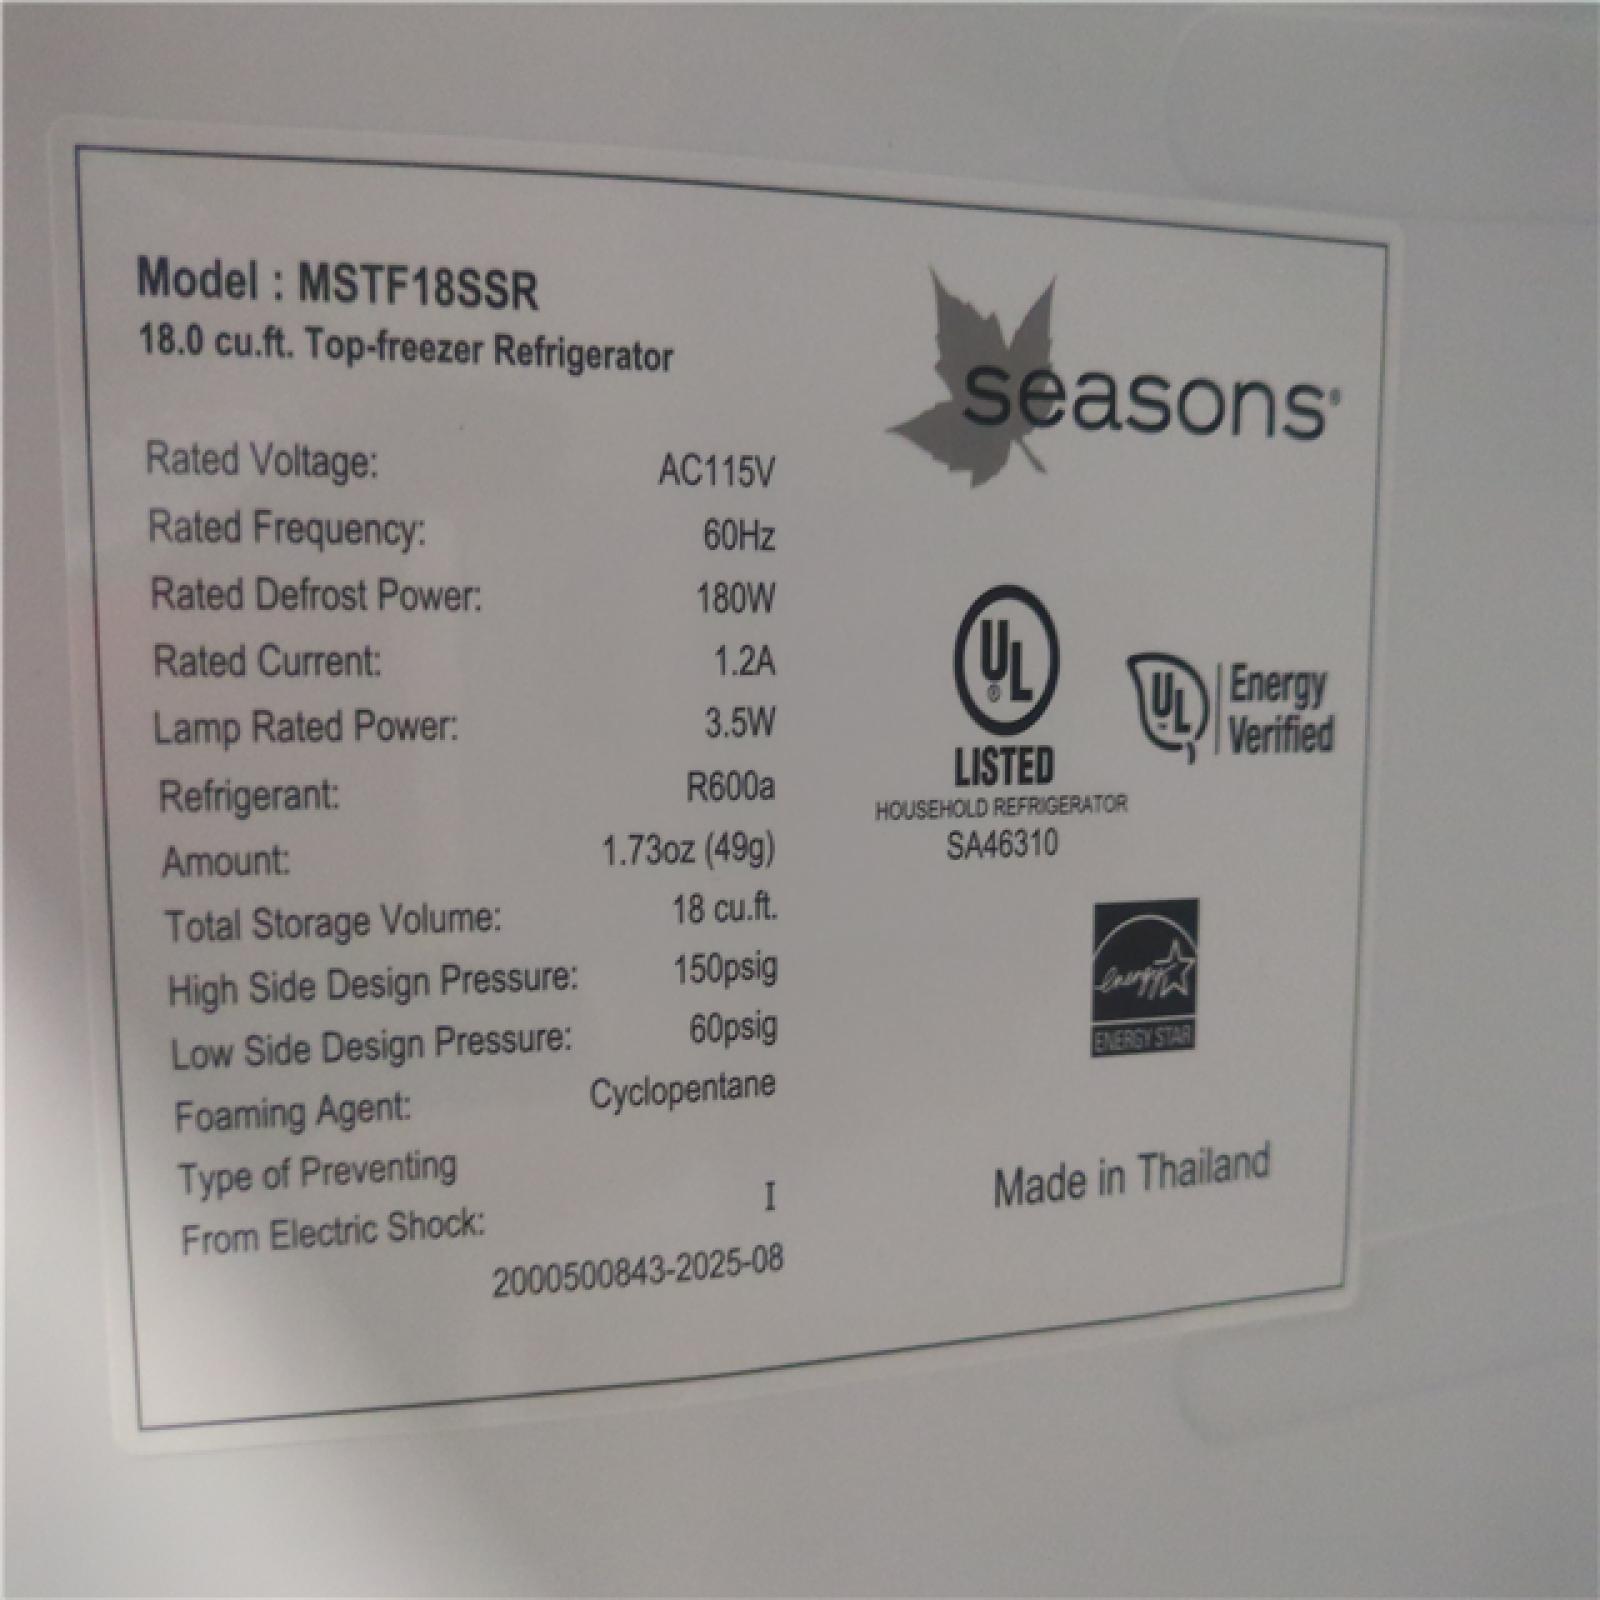 Model : MSTF18SSR
18.0 cu.ft. Top-freezer Refrigerator
seasons®
Rated Voltage: AC115V
Rated Frequency: 60Hz
Rated Defrost Power: 180W
Rated Current: 1.2A
Lamp Rated Power: 3.5W
Refrigerant: R600a
Amount: 1.73oz (49g)
Total Storage Volume: 18 cu.ft.
High Side Design Pressure: 150psig
Low Side Design Pressure: 60psig
Foaming Agent: Cyclopentane
Type of Preventing
From Electric Shock: I
2000500843-2025-08
UL ®
LISTED
HOUSEHOLD REFRIGERATOR
SA46310
UL Energy
Verified
energy
ENERGY STAR
Made in Thailand